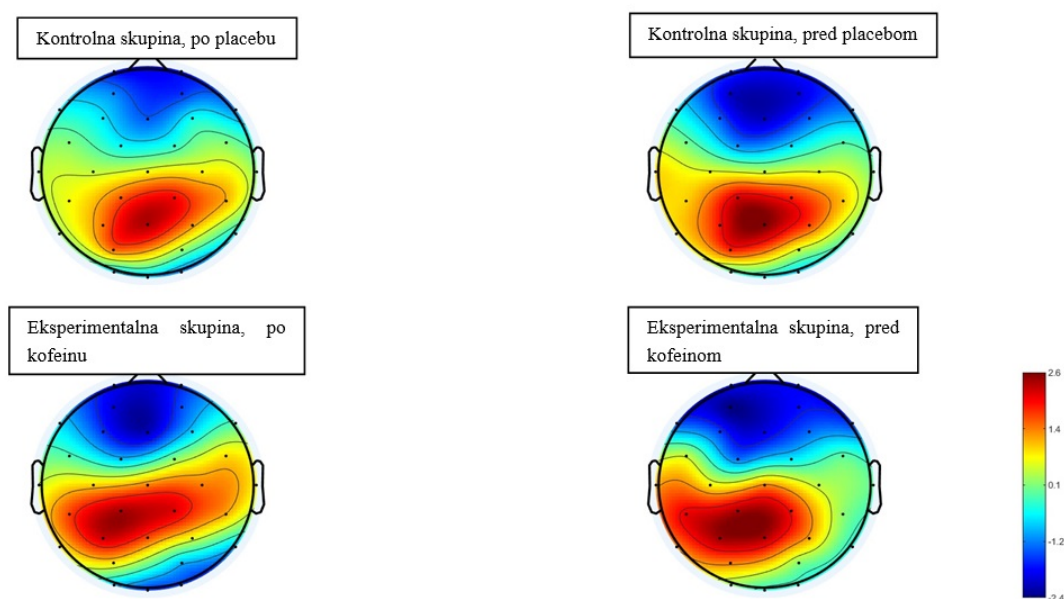 Kontrolna skupina, po placebu
Kontrolna skupina, pred placebom
Eksperimentalna skupina, po
kofeinu
Eksperimentalna skupina, pred
kofeinom
2.6
1.4
0.1
-1.2